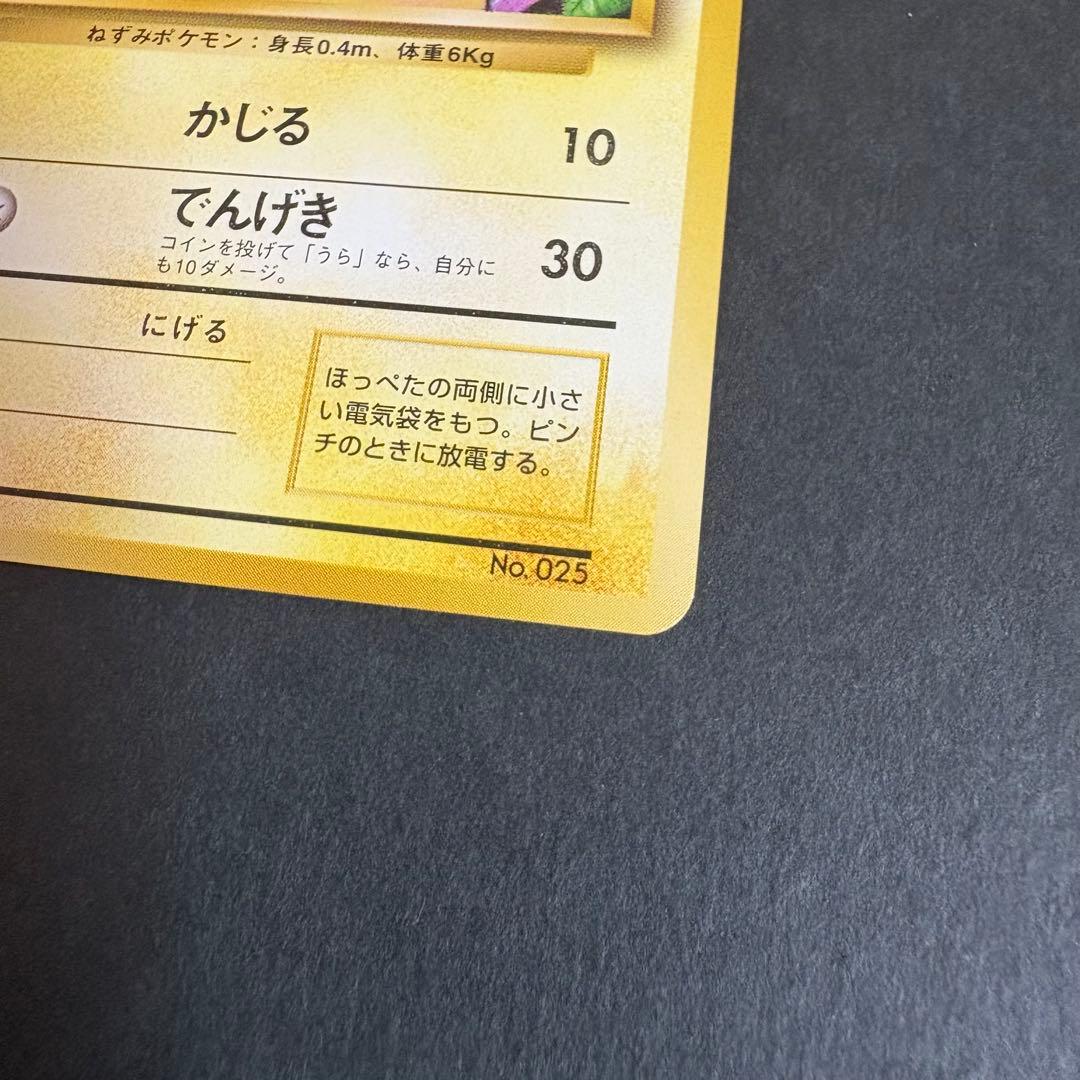 ねずみポケモン：身長0.4m、体重6Kg
かじる 10
でんげき 30
コインを投げて「うら」なら、自分に
も10ダメージ。
にげる
ほっぺたの両側に小さ
い電気袋をもつ。ピン
チのときに放電する。
No.025